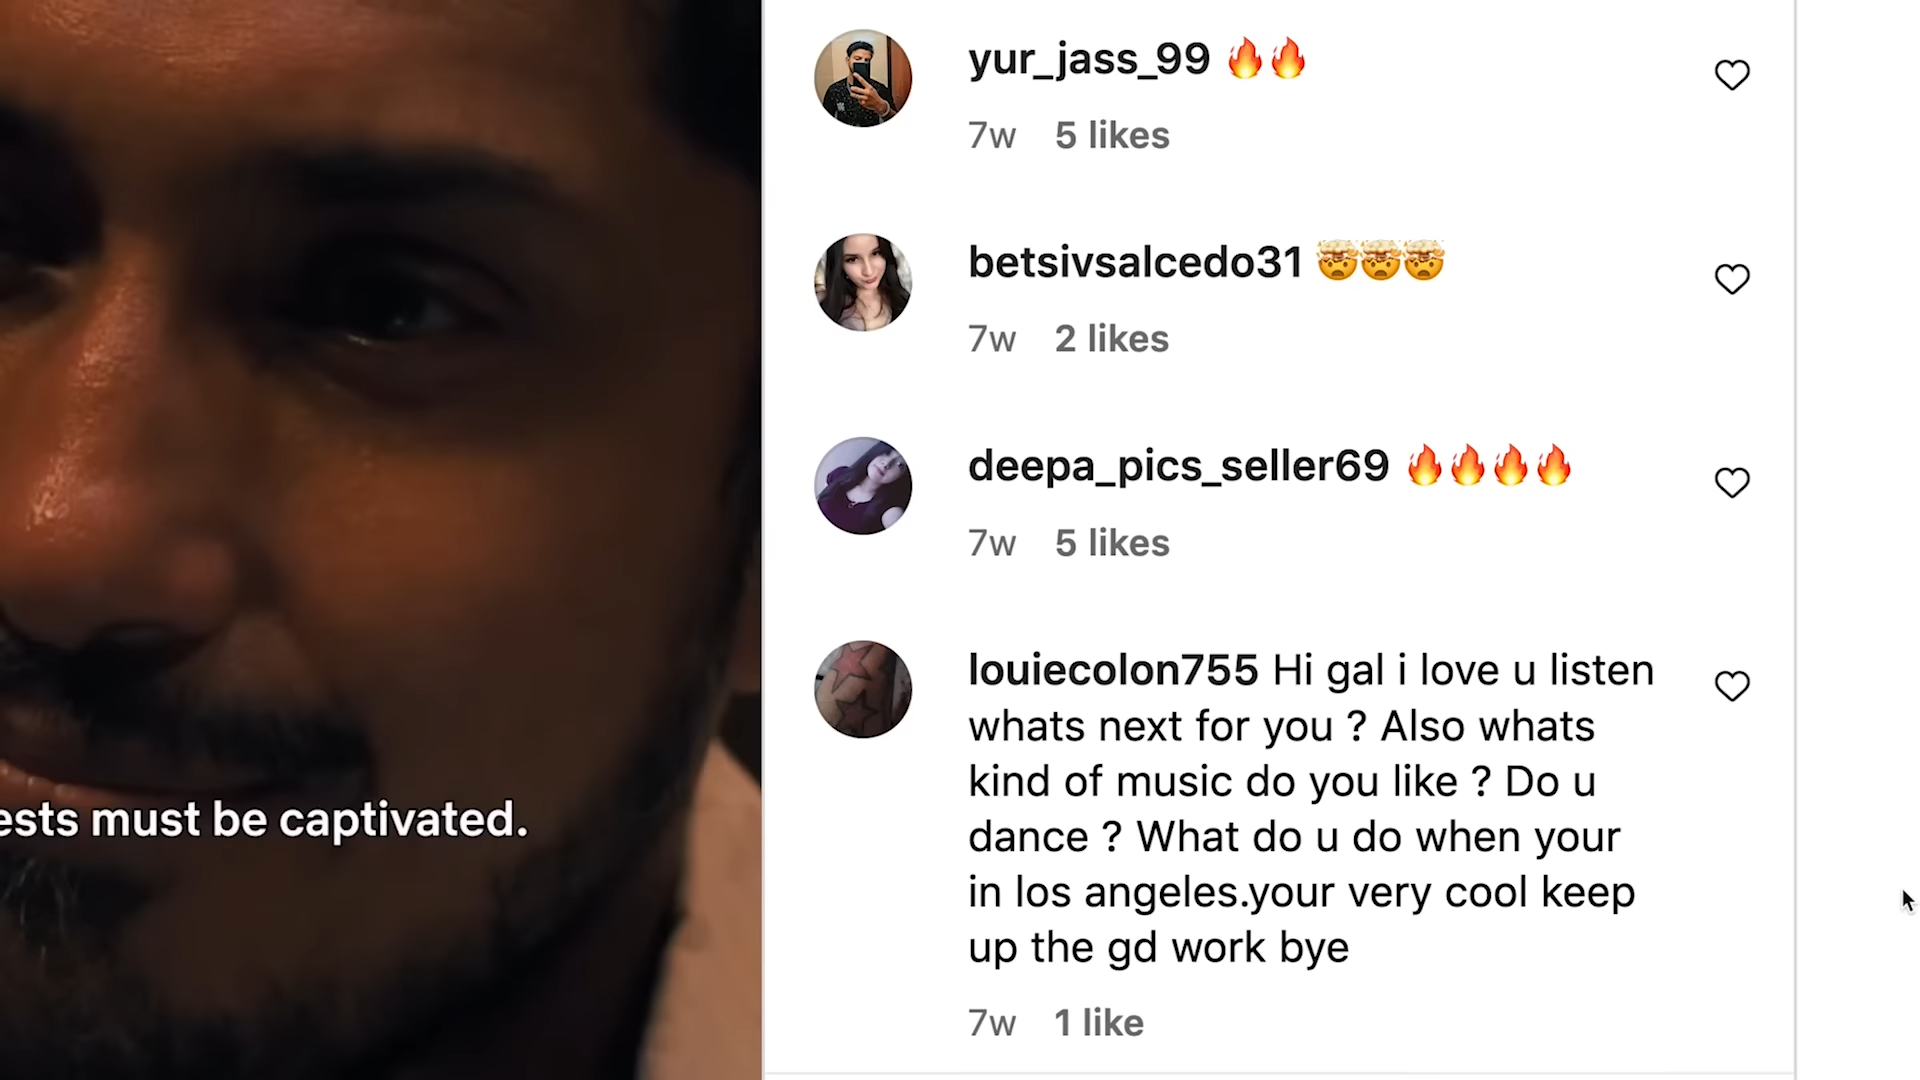 yur_jass_99 🔥🔥
7w 5 likes
betsivsalcedo31 🤯🤯🤯
7w 2 likes
deepa_pics_seller69 🔥🔥🔥🔥
7w 5 likes
louiecolon755 Hi gal i love u listen
whats next for you ? Also whats
kind of music do you like ? Do u
dance ? What do u do when your
in los angeles.your very cool keep
up the gd work bye
7w 1 like
ests must be captivated.